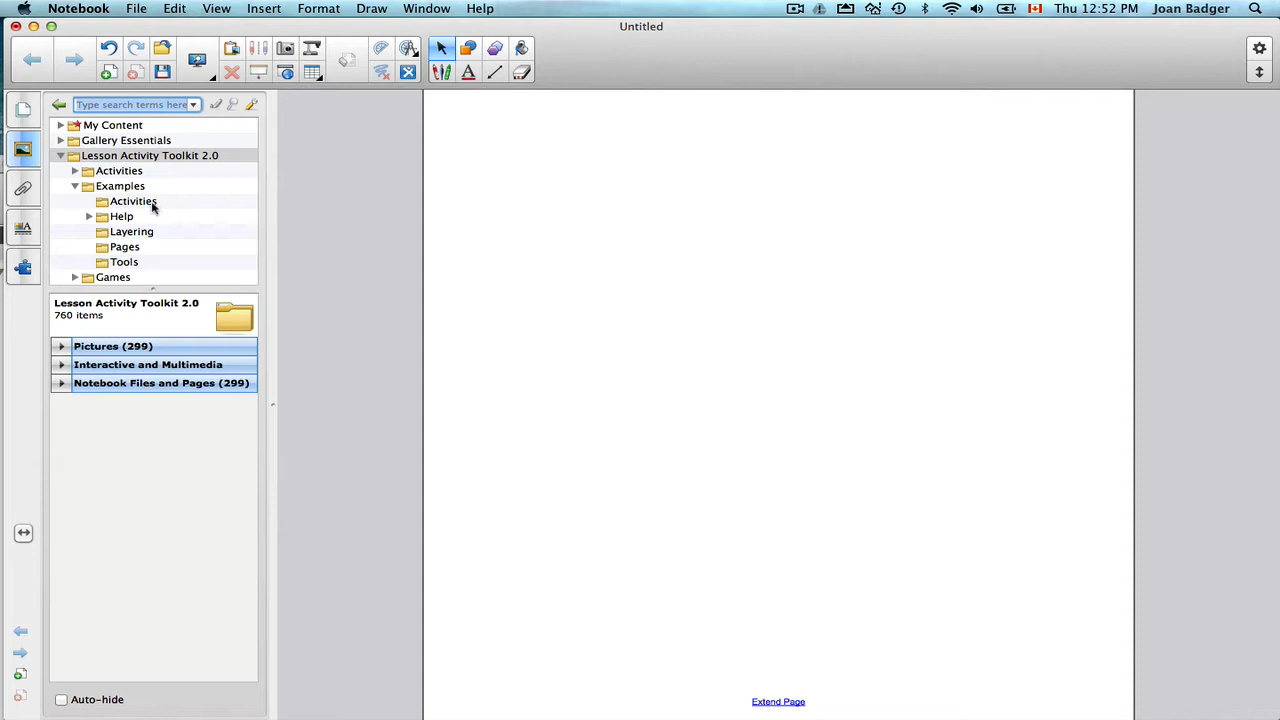 Notebook File Edit View Insert Format Draw Window Help Thu 12:52 PM Joan Badger
Untitled
Type search terms here
My Content
Gallery Essentials
Lesson Activity Toolkit 2.0
Activities
Examples
Activities
Help
Layering
Pages
Tools
Games
Lesson Activity Toolkit 2.0
760 items
Pictures (299)
Interactive and Multimedia
Notebook Files and Pages (299)
Auto-hide
Extend Page